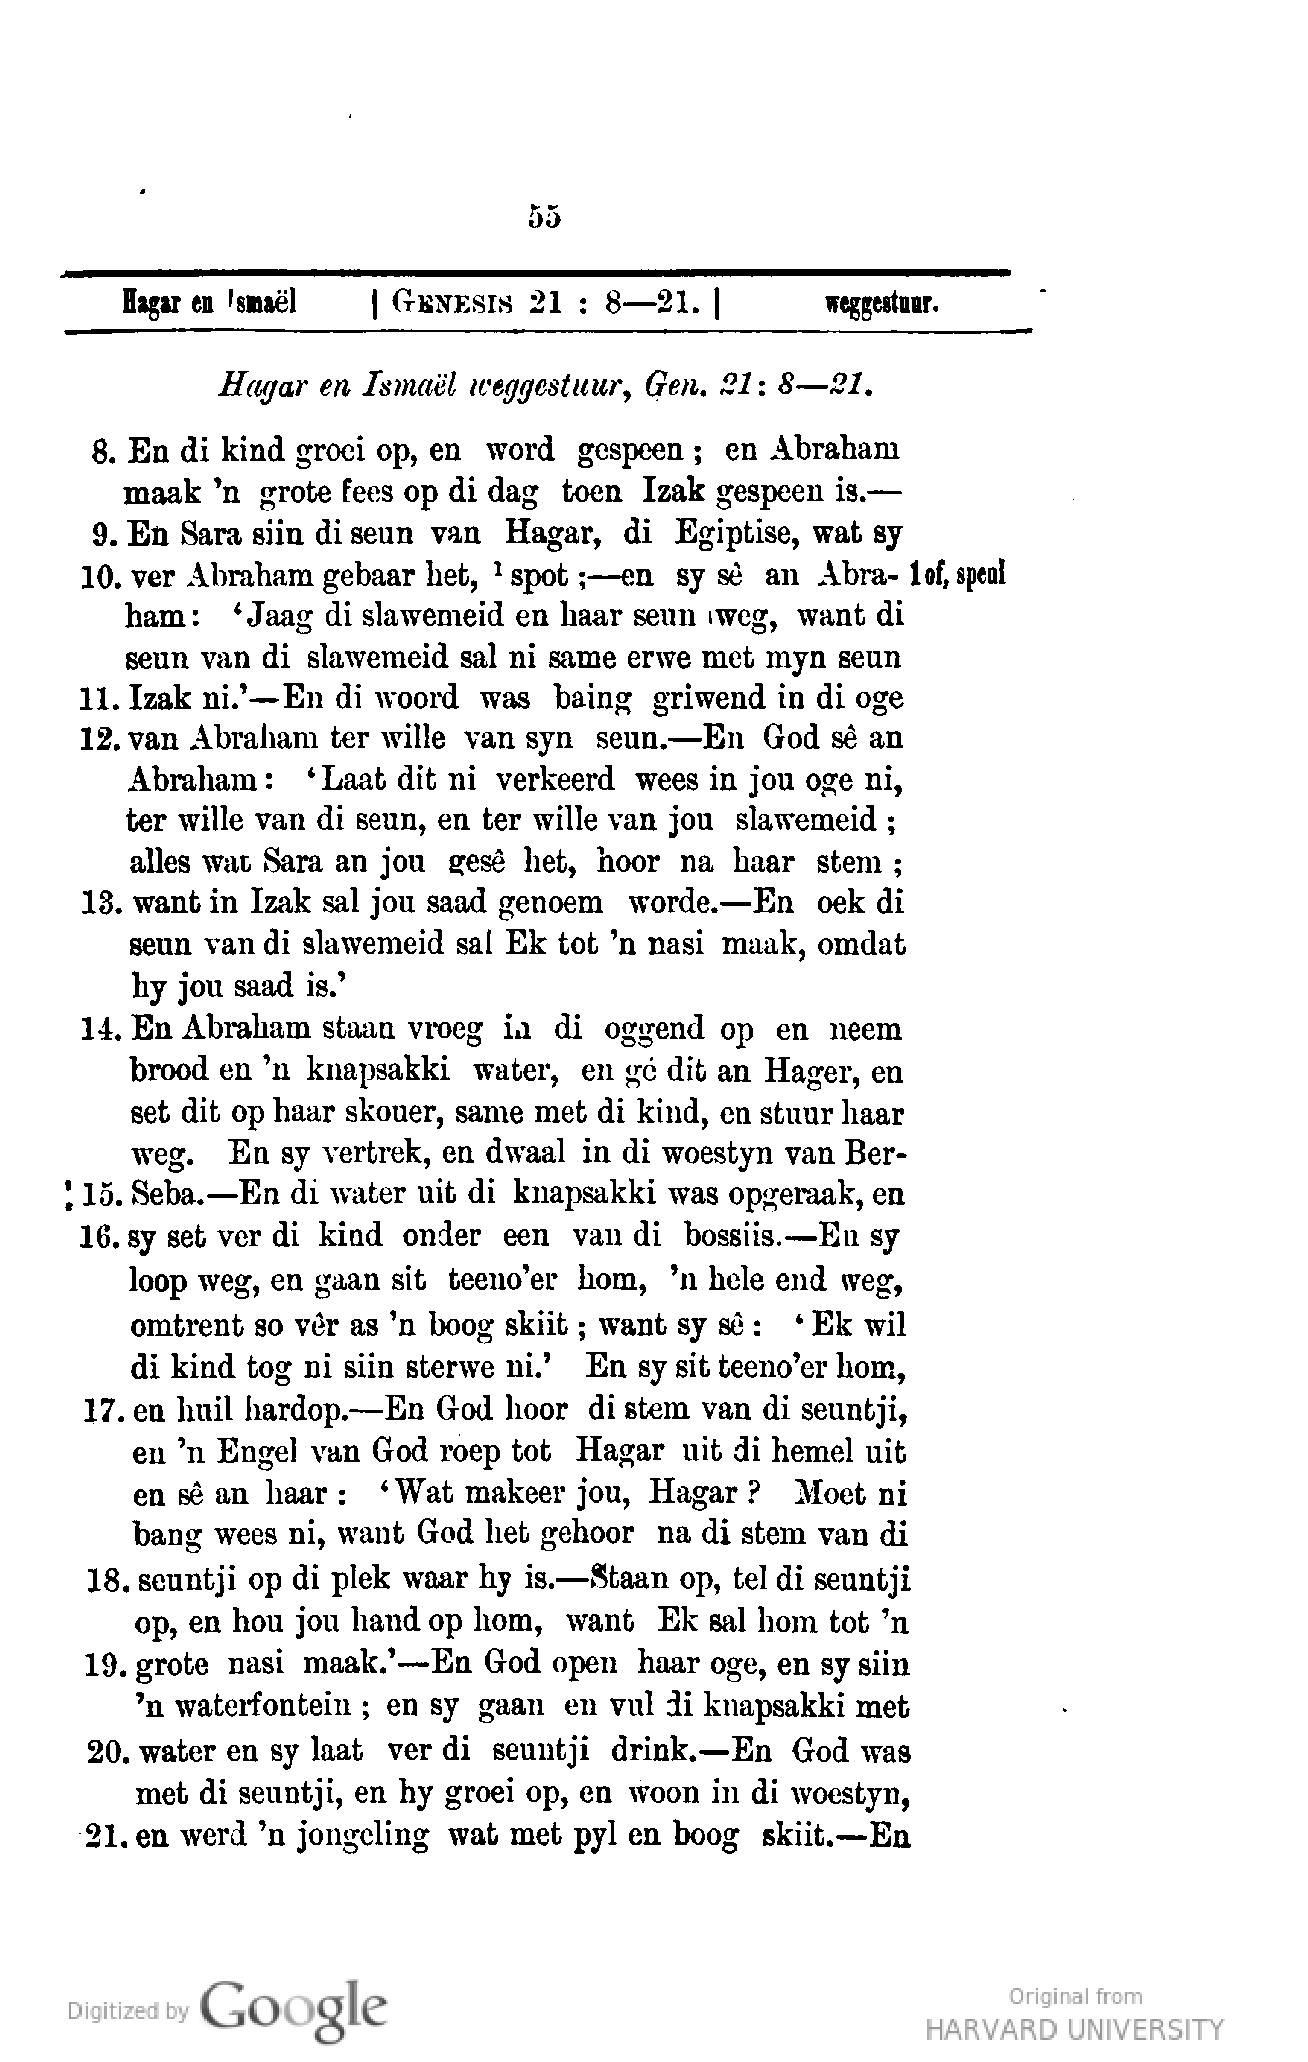 55
Hagar en Ismaël | GENESIS 21 : 8—21. | weggestuur.
Hagar en Ismaël weggestuur, Gen. 21: 8—21.
8. En di kind groei op, en word gespeen ; en Abraham
maak 'n grote fees op di dag toen Izak gespeen is.—
9. En Sara siin di seun van Hagar, di Egiptise, wat sy
10. ver Abraham gebaar het, ¹ spot ;—en sy sê an Abra- 1 of, speul
ham: ‘Jaag di slawemeid en haar seun weg, want di
seun van di slawemeid sal ni same erwe met myn seun
11. Izak ni.’—En di woord was baing griwend in di oge
12. van Abraham ter wille van syn seun.—En God sê an
Abraham : ‘Laat dit ni verkeerd wees in jou oge ni,
ter wille van di seun, en ter wille van jou slawemeid ;
alles wat Sara an jou gesê het, hoor na haar stem ;
13. want in Izak sal jou saad genoem worde.—En oek di
seun van di slawemeid sal Ek tot 'n nasi maak, omdat
hy jou saad is.’
14. En Abraham staan vroeg in di oggend op en neem
brood en 'n knapsakki water, en gé dit an Hager, en
set dit op haar skouer, same met di kind, en stuur haar
weg. En sy vertrek, en dwaal in di woestyn van Ber-
15. Seba.—En di water uit di knapsakki was opgeraak, en
16. sy set ver di kind onder een van di bossiis.—En sy
loop weg, en gaan sit teeno'er hom, 'n hele end weg,
omtrent so vêr as 'n boog skiit ; want sy sê : ‘Ek wil
di kind tog ni siin sterwe ni.’ En sy sit teeno'er hom,
17. en huil hardop.—En God hoor di stem van di seuntji,
en 'n Engel van God roep tot Hagar uit di hemel uit
en sê an haar : ‘Wat makeer jou, Hagar ? Moet ni
bang wees ni, want God het gehoor na di stem van di
18. seuntji op di plek waar hy is.—Staan op, tel di seuntji
op, en hou jou hand op hom, want Ek sal hom tot 'n
19. grote nasi maak.’—En God open haar oge, en sy siin
'n waterfontein ; en sy gaan en vul di knapsakki met
20. water en sy laat ver di seuntji drink.—En God was
met di seuntji, en hy groei op, en woon in di woestyn,
21. en werd 'n jongeling wat met pyl en boog skiit.—En
Digitized by Google
Original from
HARVARD UNIVERSITY